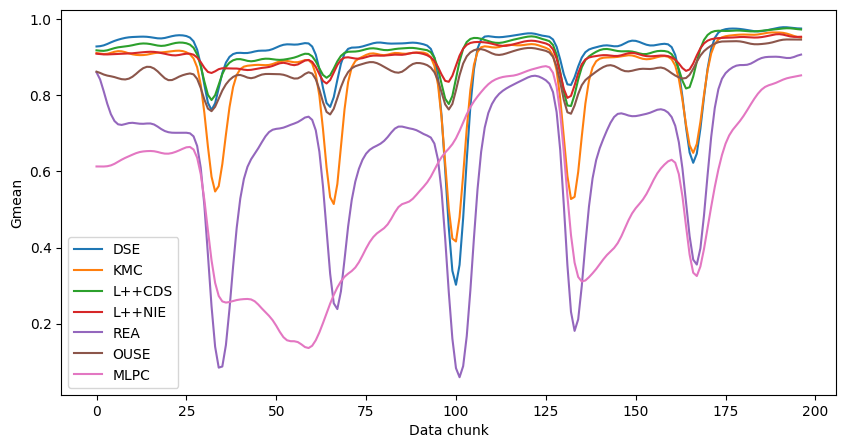 1.0
0.8
0.6
0.4
0.2
Gmean
DSE
KMC
L++CDS
L++NIE
REA
OUSE
MLPC
0 25 50 75 100 125 150 175 200
Data chunk